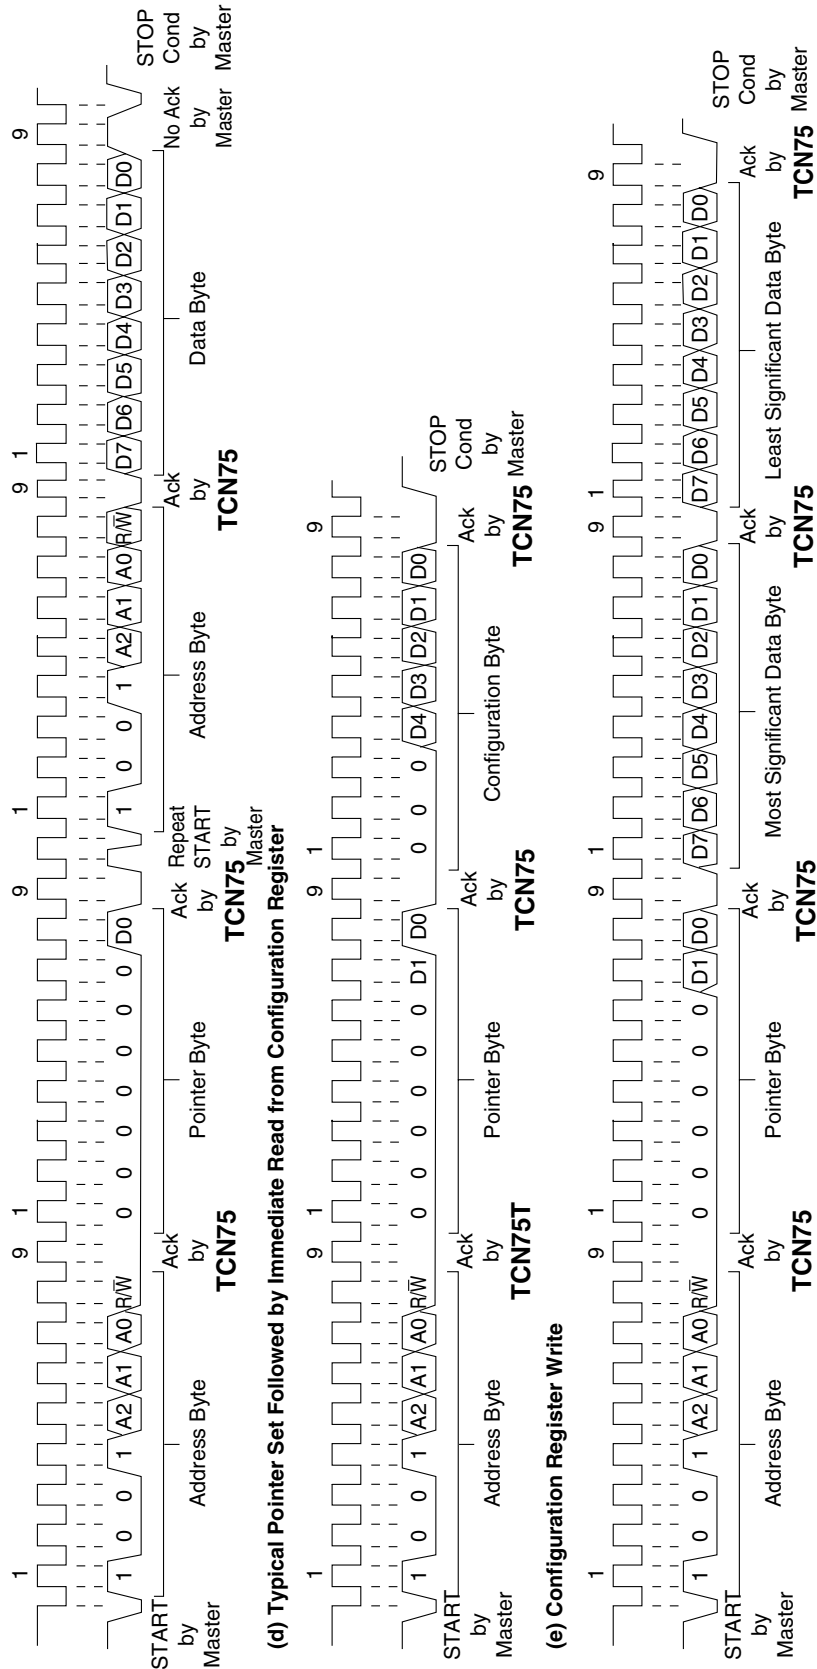 1 9 1 9 1 9 1 9
1 0 0 1 A2 A1 A0 R/W̅ 0 0 0 0 0 0 0 D0 1 0 0 1 A2 A1 A0 R/W̅ D7 D6 D5 D4 D3 D2 D1 D0
START
by
Master
Address Byte
Ack
by
TCN75
Pointer Byte
Ack
by
TCN75
Repeat
START
by
Master
Address Byte
Ack
by
TCN75
Data Byte
No Ack
by
Master
STOP
Cond
by
Master
(d) Typical Pointer Set Followed by Immediate Read from Configuration Register
1 9 1 9 1 9
1 0 0 1 A2 A1 A0 R/W̅ 0 0 0 0 0 0 D1 D0 0 0 0 D4 D3 D2 D1 D0
START
by
Master
Address Byte
Ack
by
TCN75T
Pointer Byte
Ack
by
TCN75
Configuration Byte
Ack
by
TCN75
STOP
Cond
by
Master
(e) Configuration Register Write
1 9 1 9 1 9 1 9
1 0 0 1 A2 A1 A0 R/W̅ 0 0 0 0 0 0 D1 D0 D7 D6 D5 D4 D3 D2 D1 D0 D7 D6 D5 D4 D3 D2 D1 D0
START
by
Master
Address Byte
Ack
by
TCN75
Pointer Byte
Ack
by
TCN75
Most Significant Data Byte
Ack
by
TCN75
Least Significant Data Byte
Ack
by
TCN75
STOP
Cond
by
Master